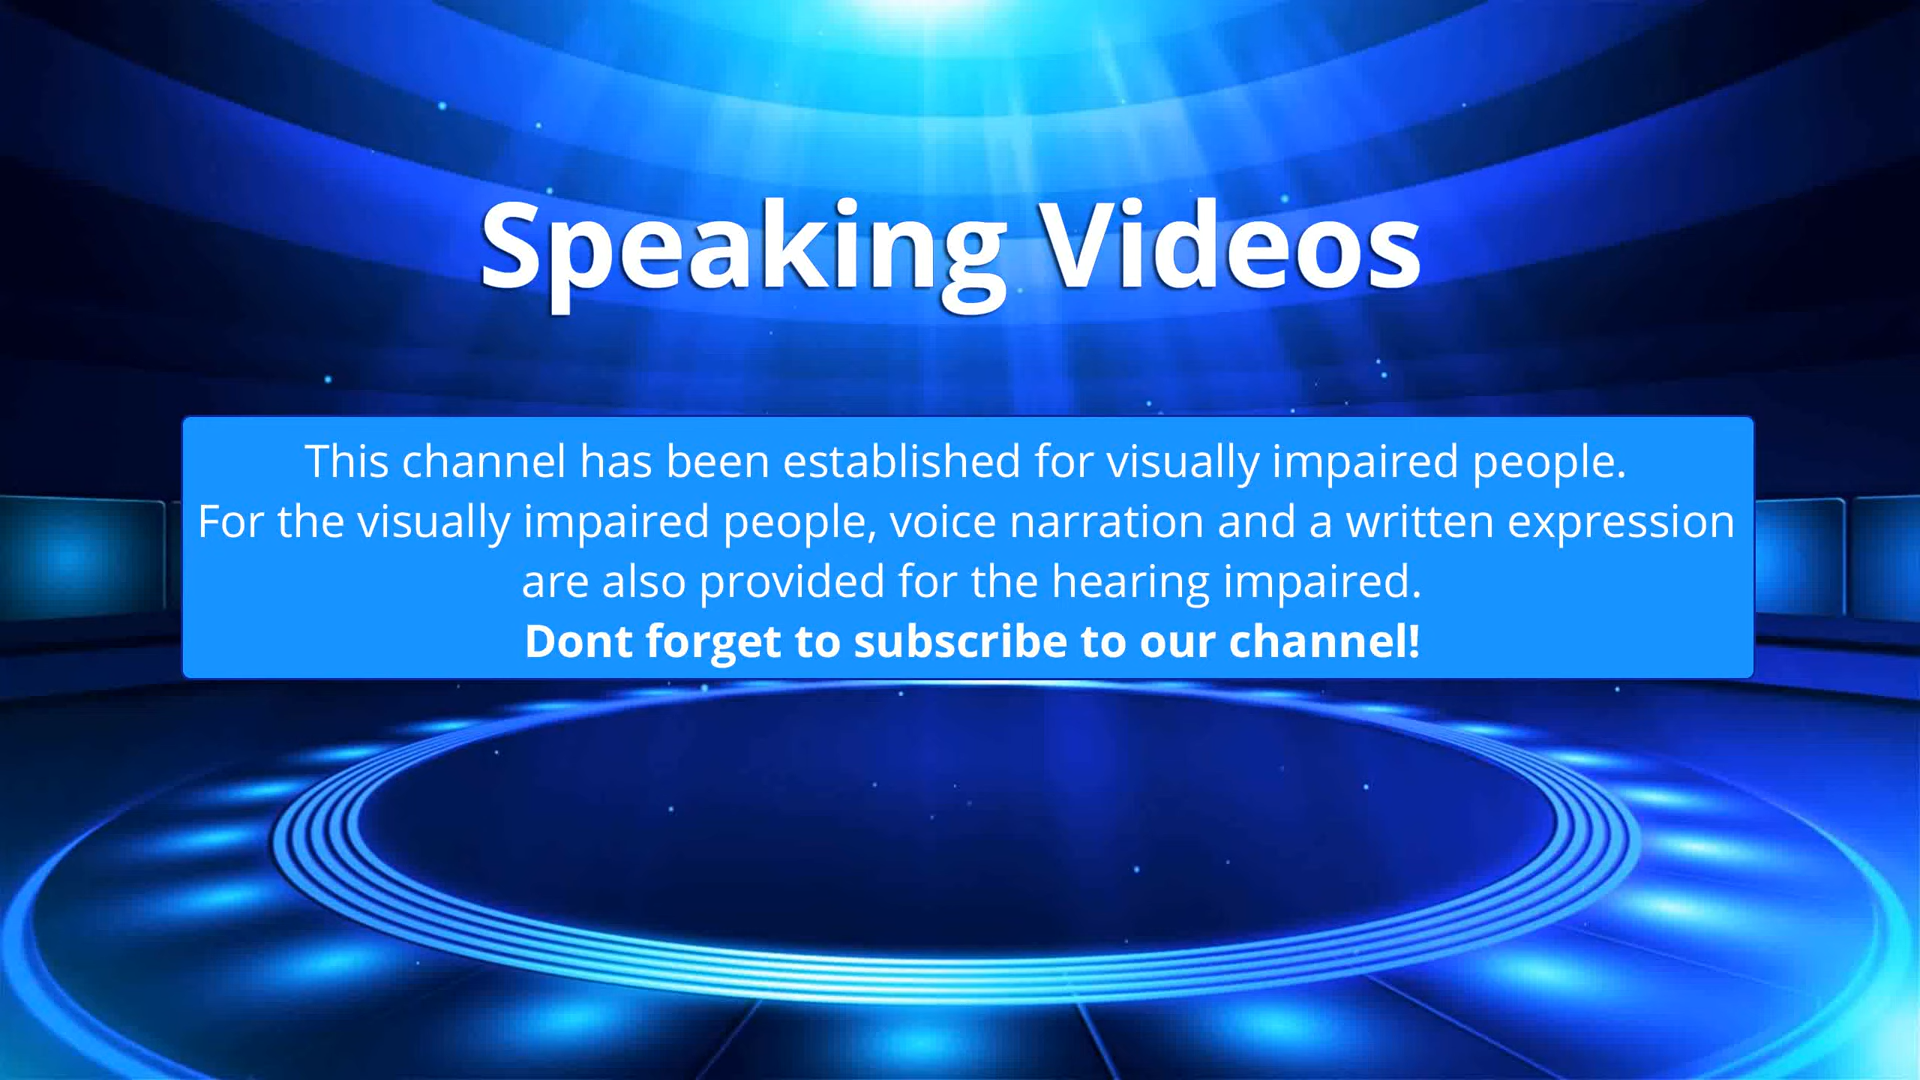 Speaking Videos
This channel has been established for visually impaired people.
For the visually impaired people, voice narration and a written expression
are also provided for the hearing impaired.
Dont forget to subscribe to our channel!